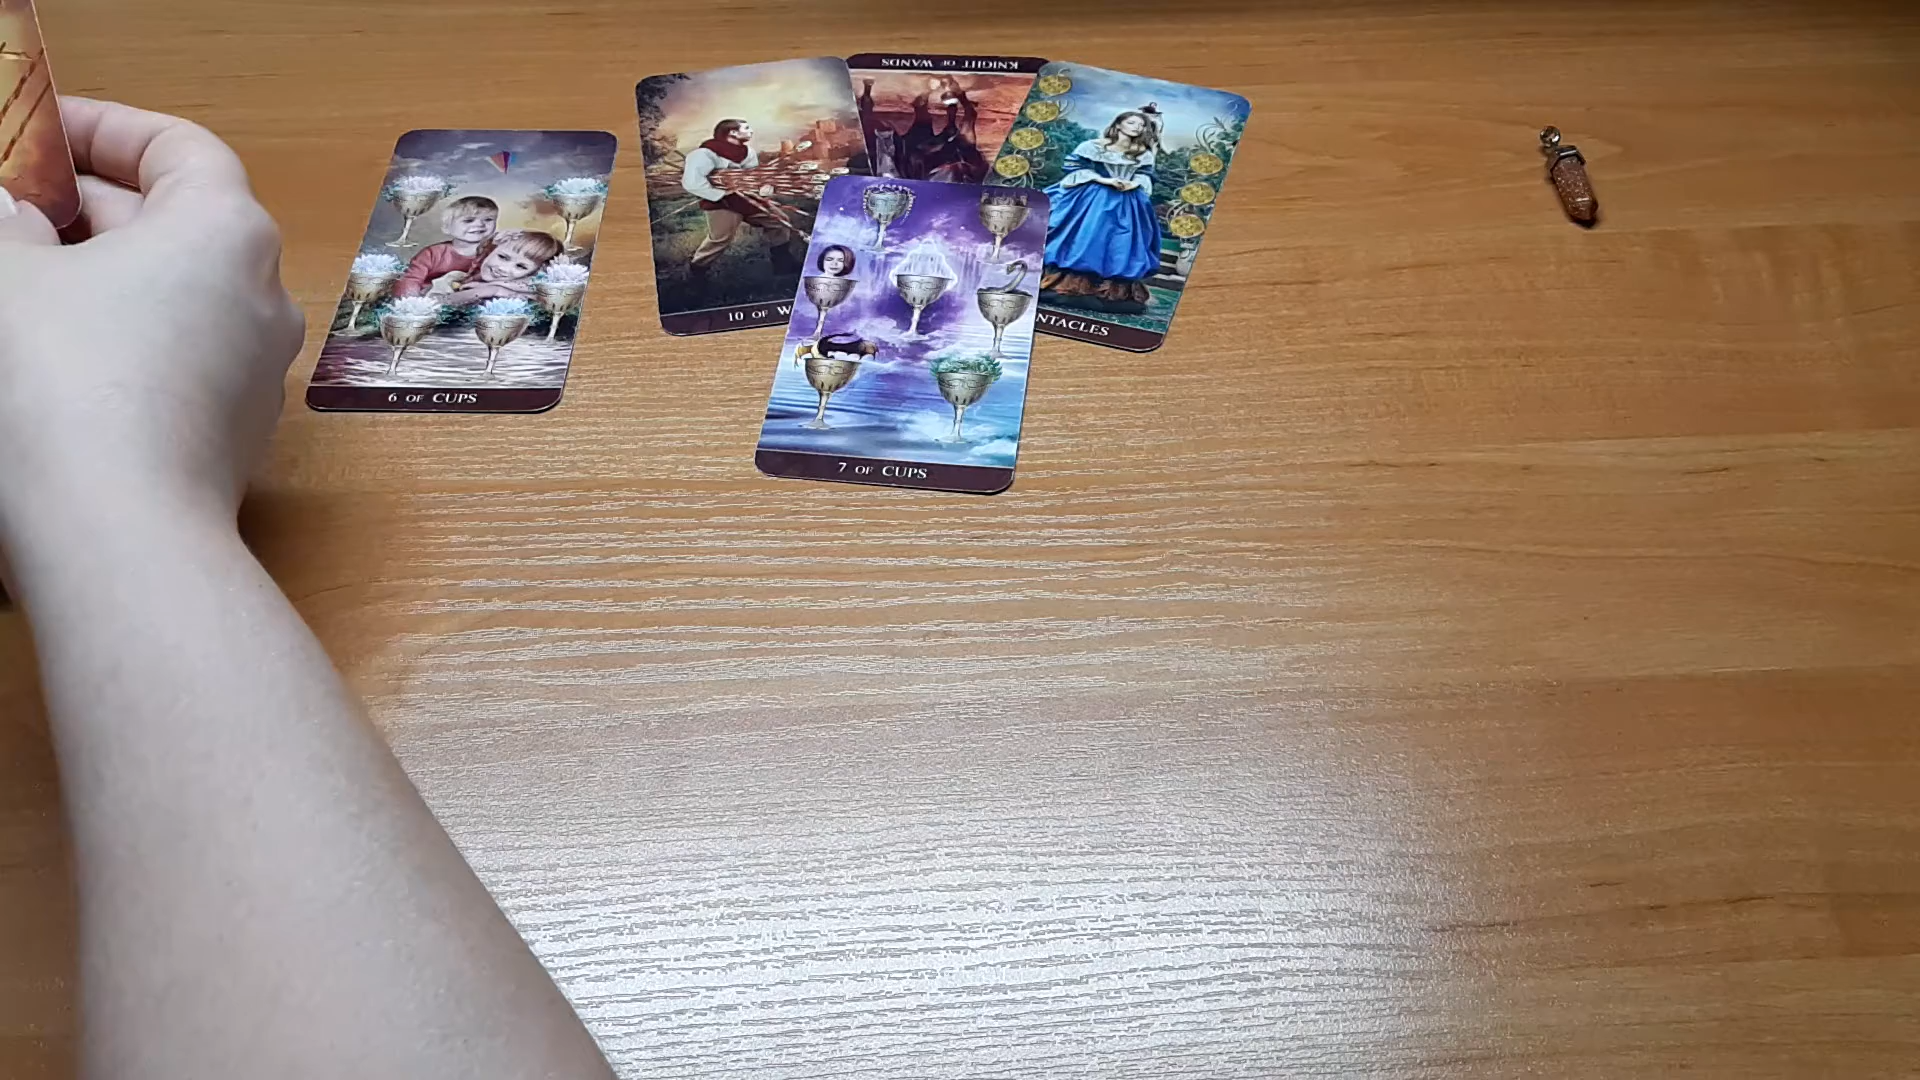 KNIGHT OF WANDS
10 OF W
NTACLES
6 OF CUPS
7 OF CUPS